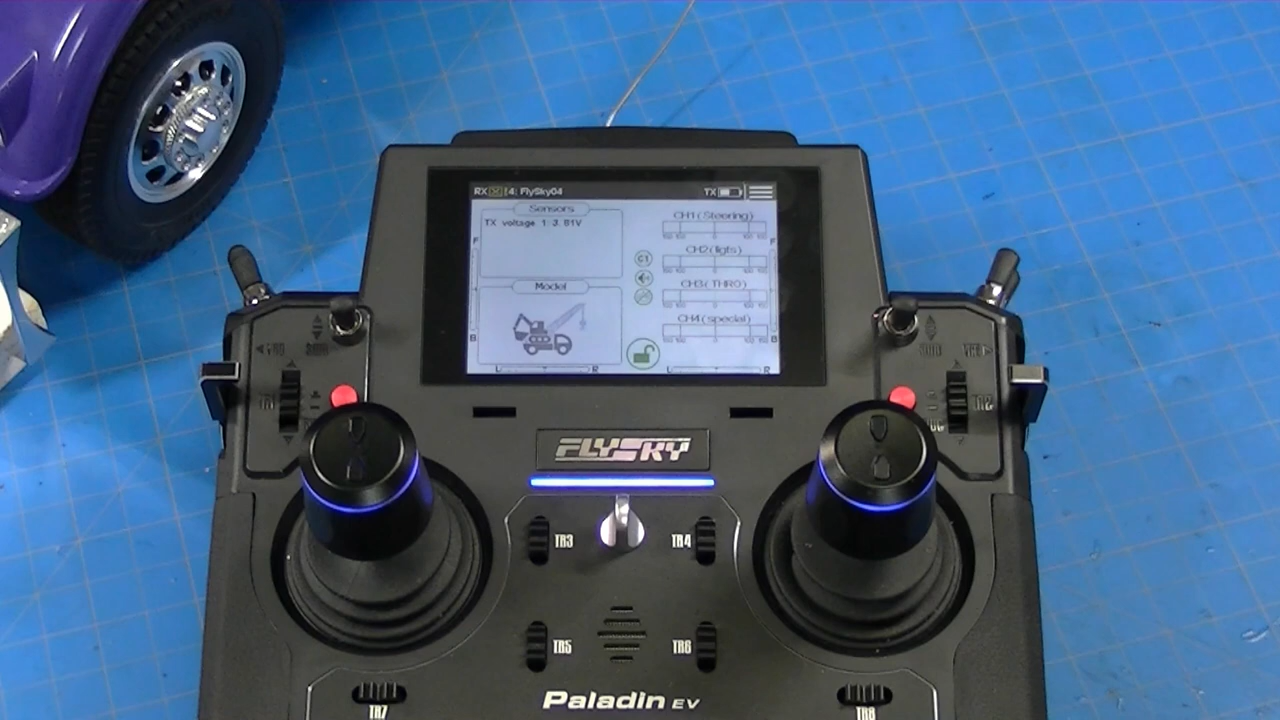 RX 4: FlySky04 TX
Sensors
TX voltage 1: 3.81V
Model
CH1(Steering)
CH2(ligts)
CH3(THRO)
CH4(special)
F
B
F
B
L R
L R
TR1
TR2
FLYSKY
TR3
TR4
TR5
TR6
Paladin EV
TR7
TR8